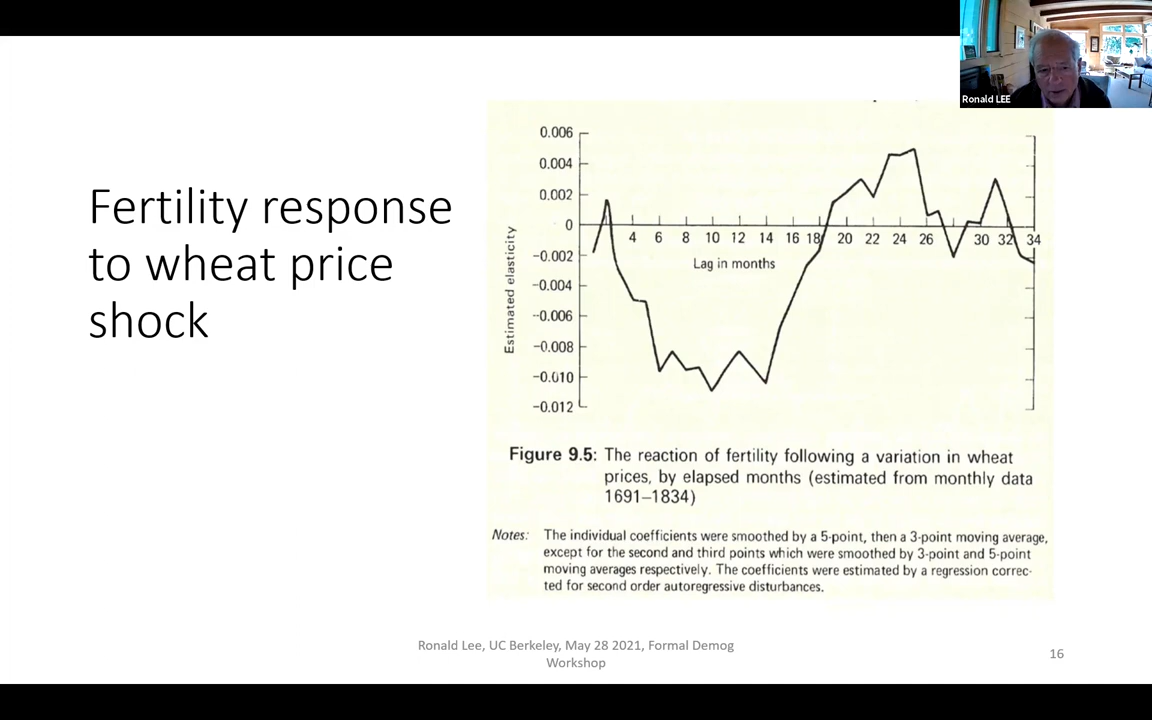 Ronald LEE
Fertility response
to wheat price
shock
0.006
0.004
0.002
0
-0.002
-0.004
-0.006
-0.008
-0.010
-0.012
Estimated elasticity
4 6 8 10 12 14 16 18 20 22 24 26 30 32 34
Lag in months
Figure 9.5: The reaction of fertility following a variation in wheat
prices, by elapsed months (estimated from monthly data
1691–1834)
Notes: The individual coefficients were smoothed by a 5-point, then a 3-point moving average,
except for the second and third points which were smoothed by 3-point and 5-point
moving averages respectively. The coefficients were estimated by a regression correc-
ted for second order autoregressive disturbances.
Ronald Lee, UC Berkeley, May 28 2021, Formal Demog
Workshop
16